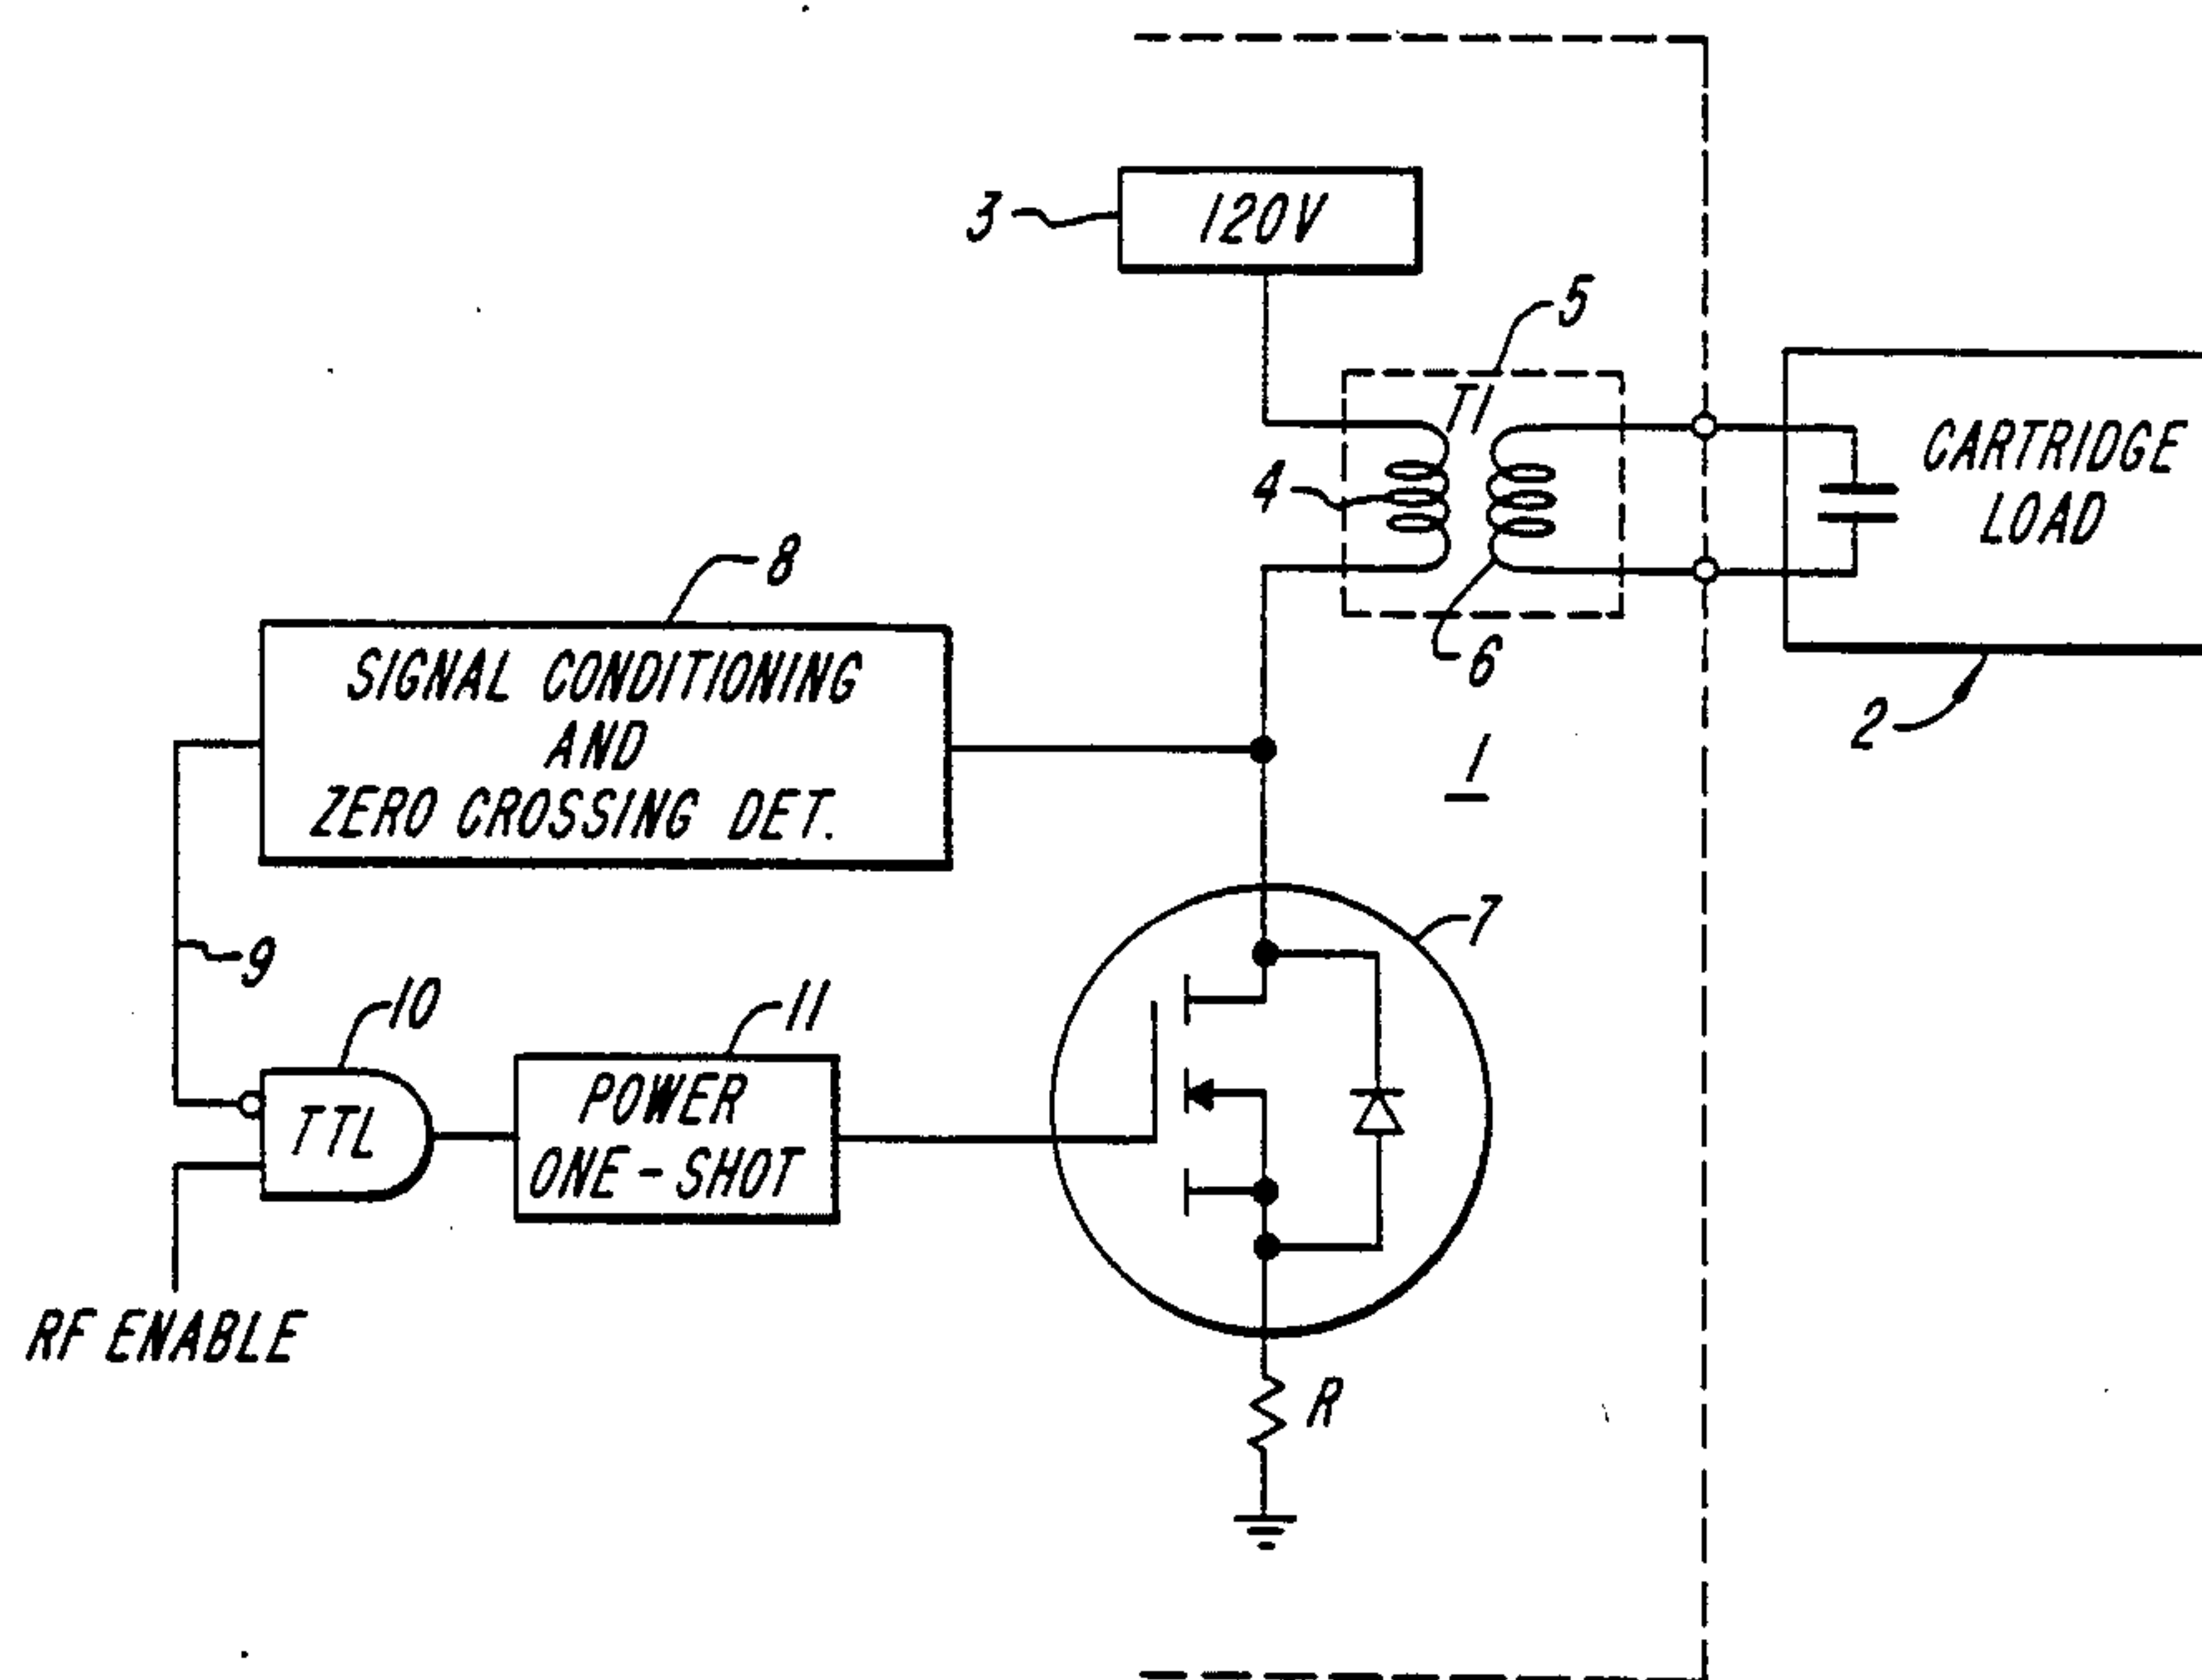 3
120V
5
T1
4
CARTRIDGE
LOAD
8
6
2
SIGNAL CONDITIONING
AND
ZERO CROSSING DET.
1
7
9
10
11
TTL
POWER
ONE-SHOT
RF ENABLE
R